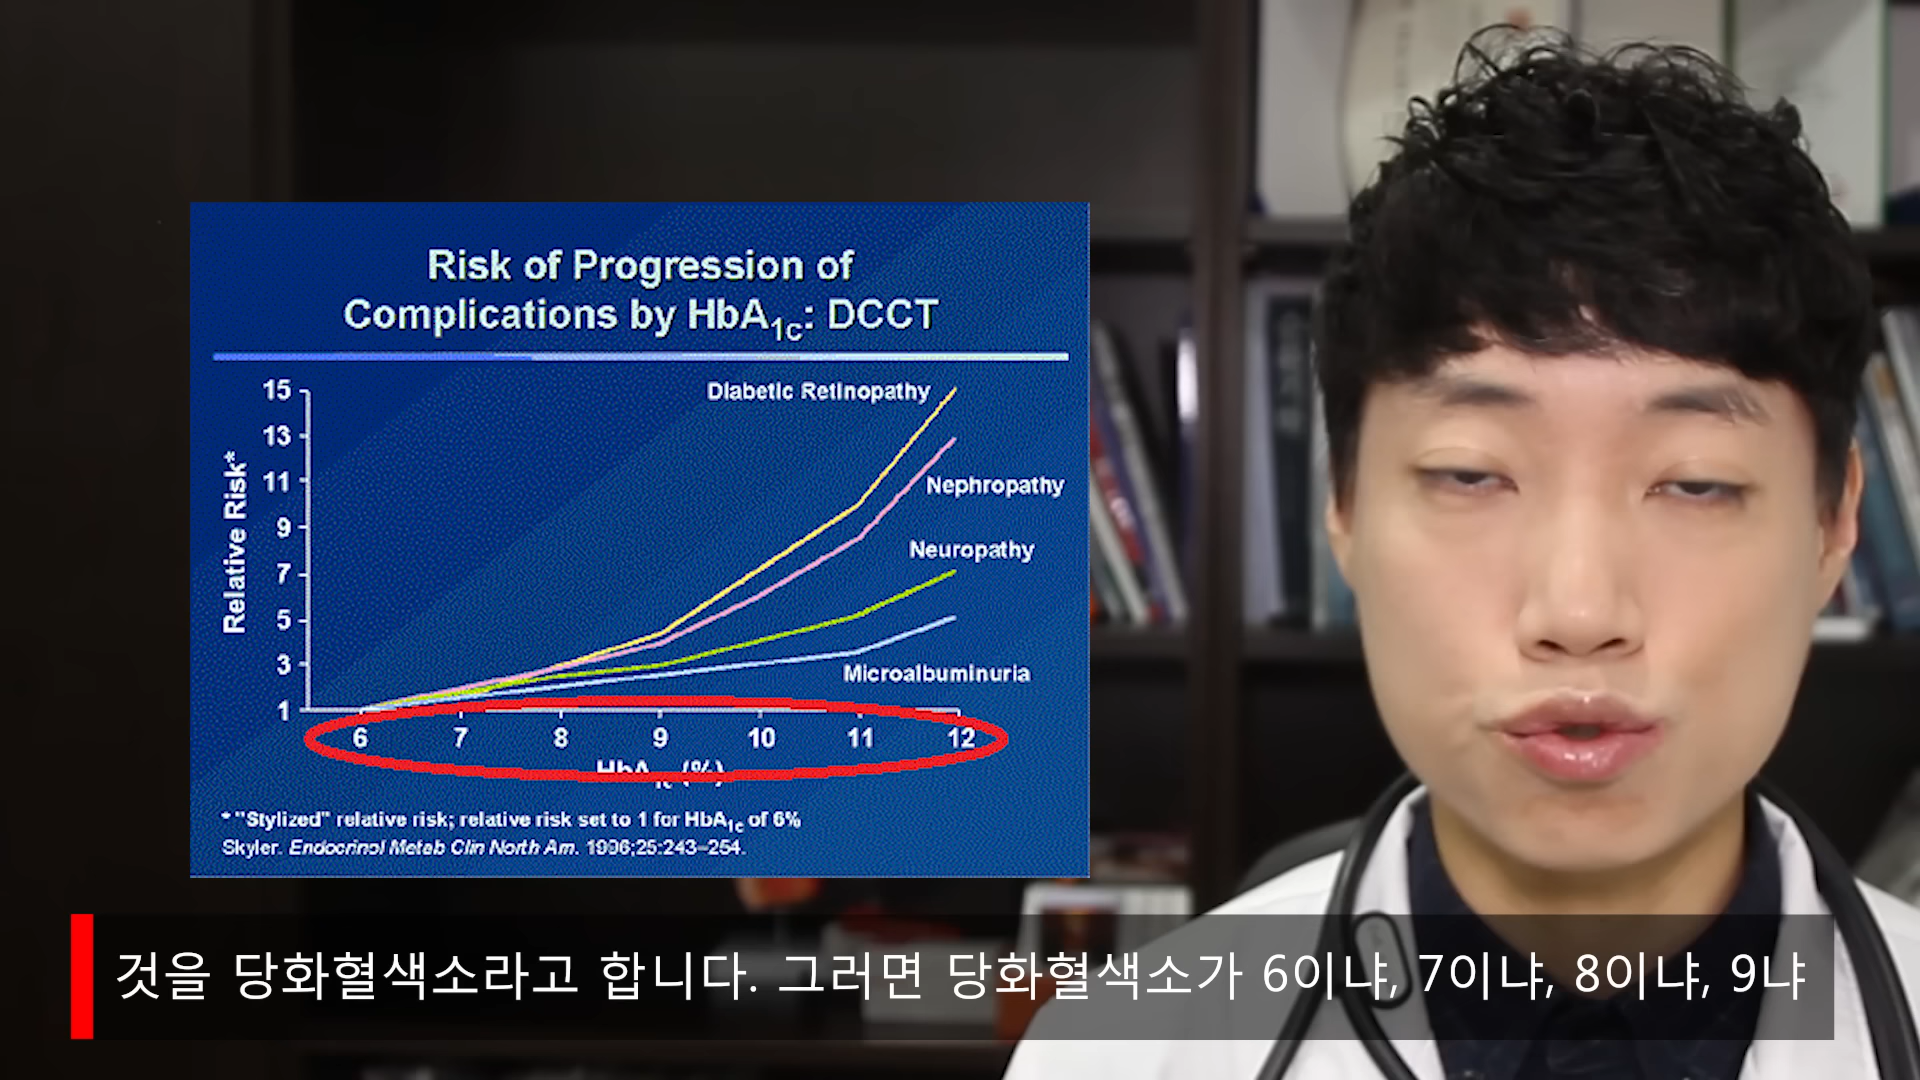 Risk of Progression of
Complications by HbA1c: DCCT
Relative Risk*
15
13
11
9
7
5
3
1
Diabetic Retinopathy
Nephropathy
Neuropathy
Microalbuminuria
6 7 8 9 10 11 12
HbA1c (%)
* "Stylized" relative risk; relative risk set to 1 for HbA1c of 6%
Skyler. Endocrinol Metab Clin North Am. 1996;25:243–254.
것을 당화혈색소라고 합니다. 그러면 당화혈색소가 6이냐, 7이냐, 8이냐, 9냐